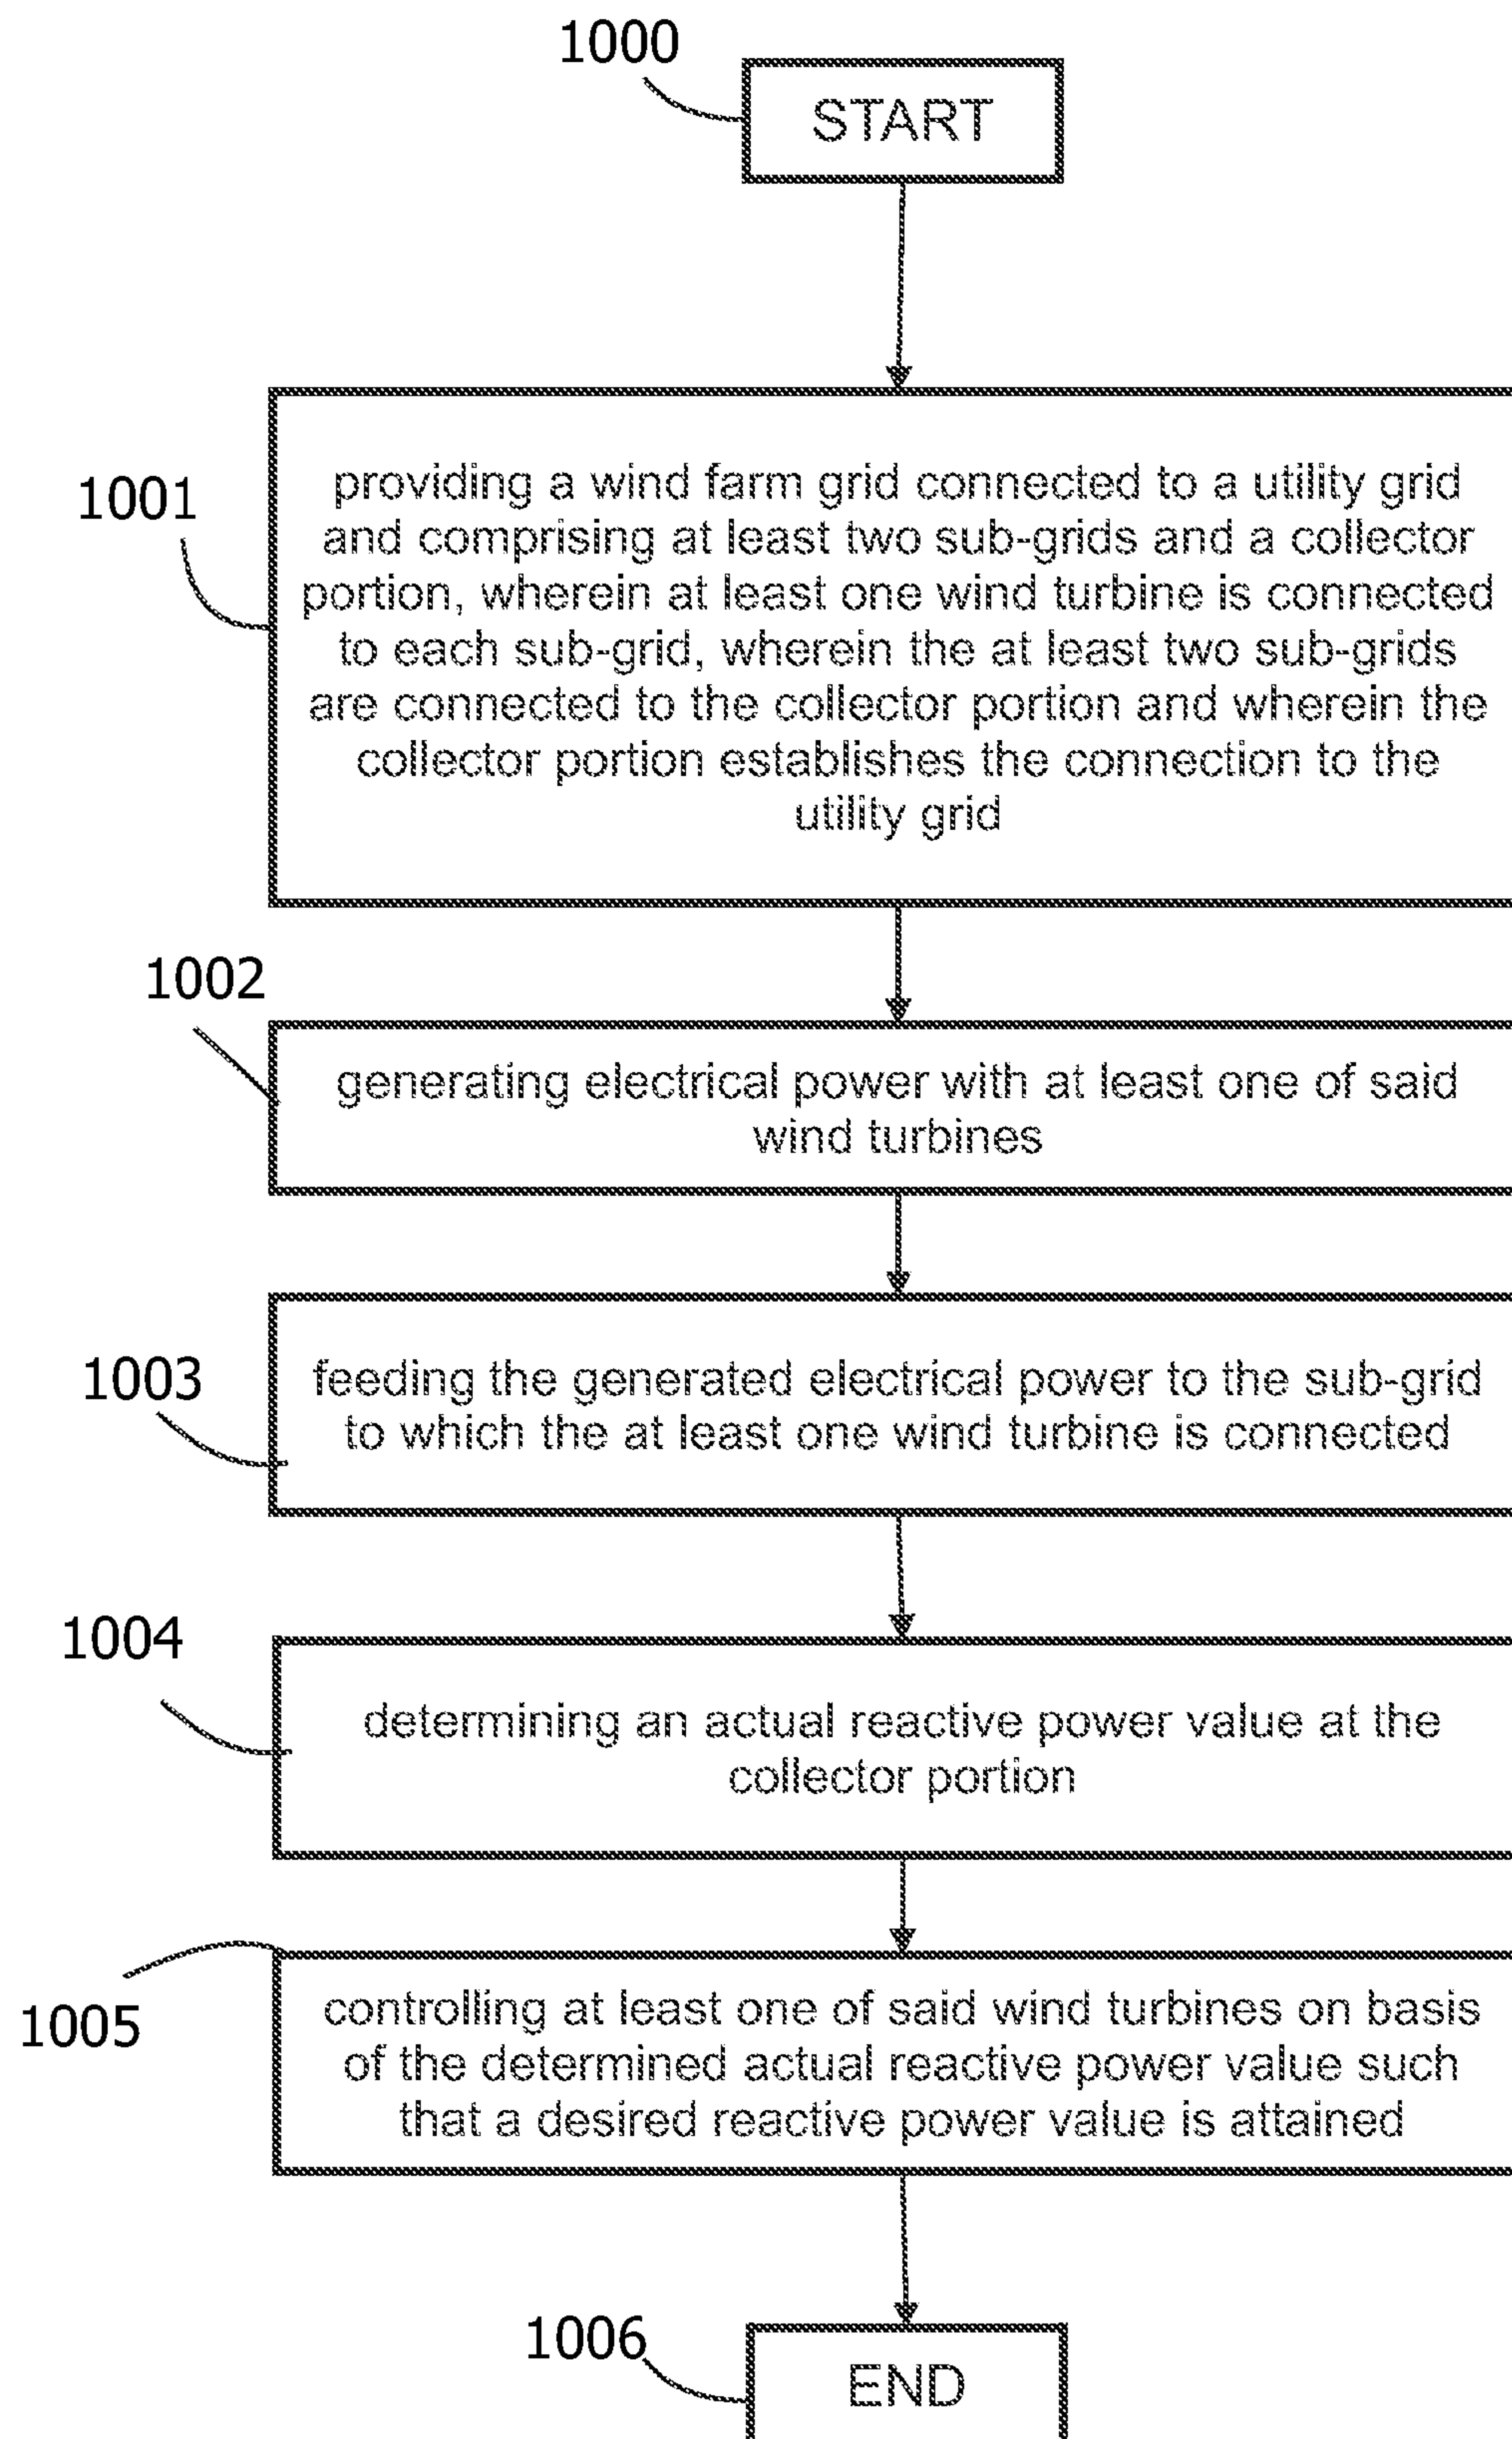 1000
START
1001
providing a wind farm grid connected to a utility grid
and comprising at least two sub-grids and a collector
portion, wherein at least one wind turbine is connected
to each sub-grid, wherein the at least two sub-grids
are connected to the collector portion and wherein the
collector portion establishes the connection to the
utility grid
1002
generating electrical power with at least one of said
wind turbines
1003
feeding the generated electrical power to the sub-grid
to which the at least one wind turbine is connected
1004
determining an actual reactive power value at the
collector portion
1005
controlling at least one of said wind turbines on basis
of the determined actual reactive power value such
that a desired reactive power value is attained
1006
END